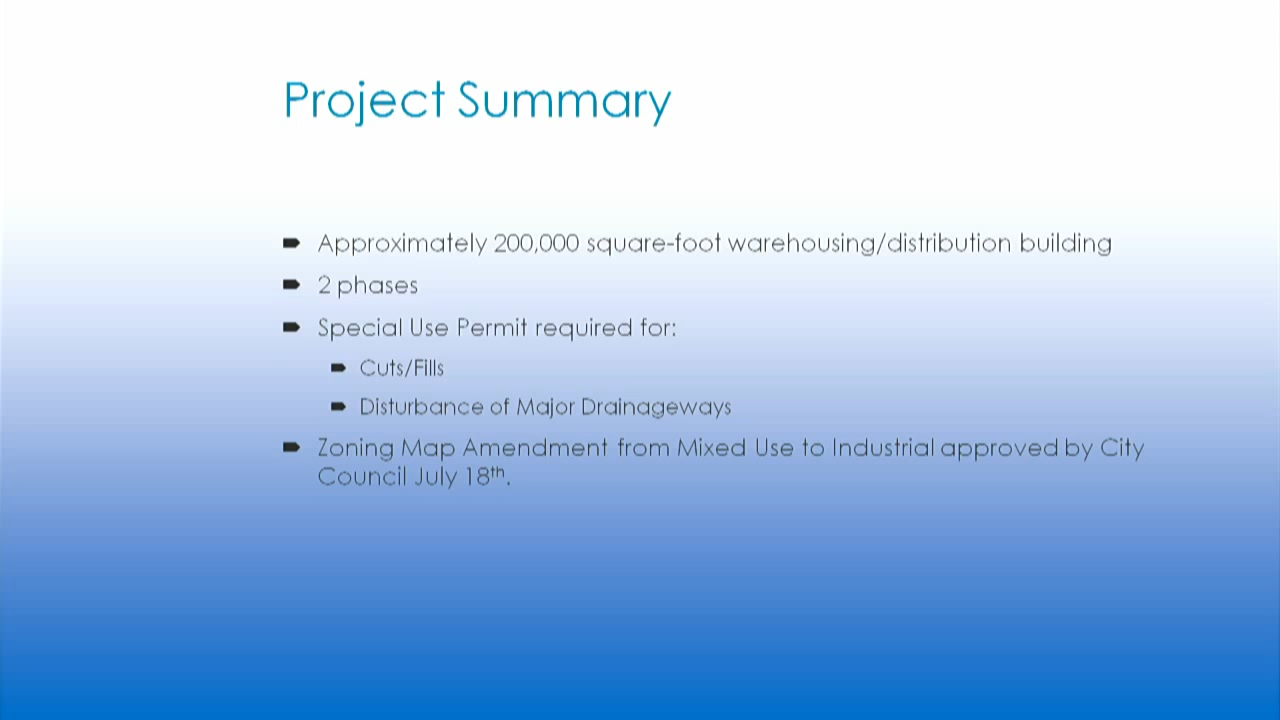 Project Summary
Approximately 200,000 square-foot warehousing/distribution building
2 phases
Special Use Permit required for:
Cuts/Fills
Disturbance of Major Drainageways
Zoning Map Amendment from Mixed Use to Industrial approved by City
Council July 18th.